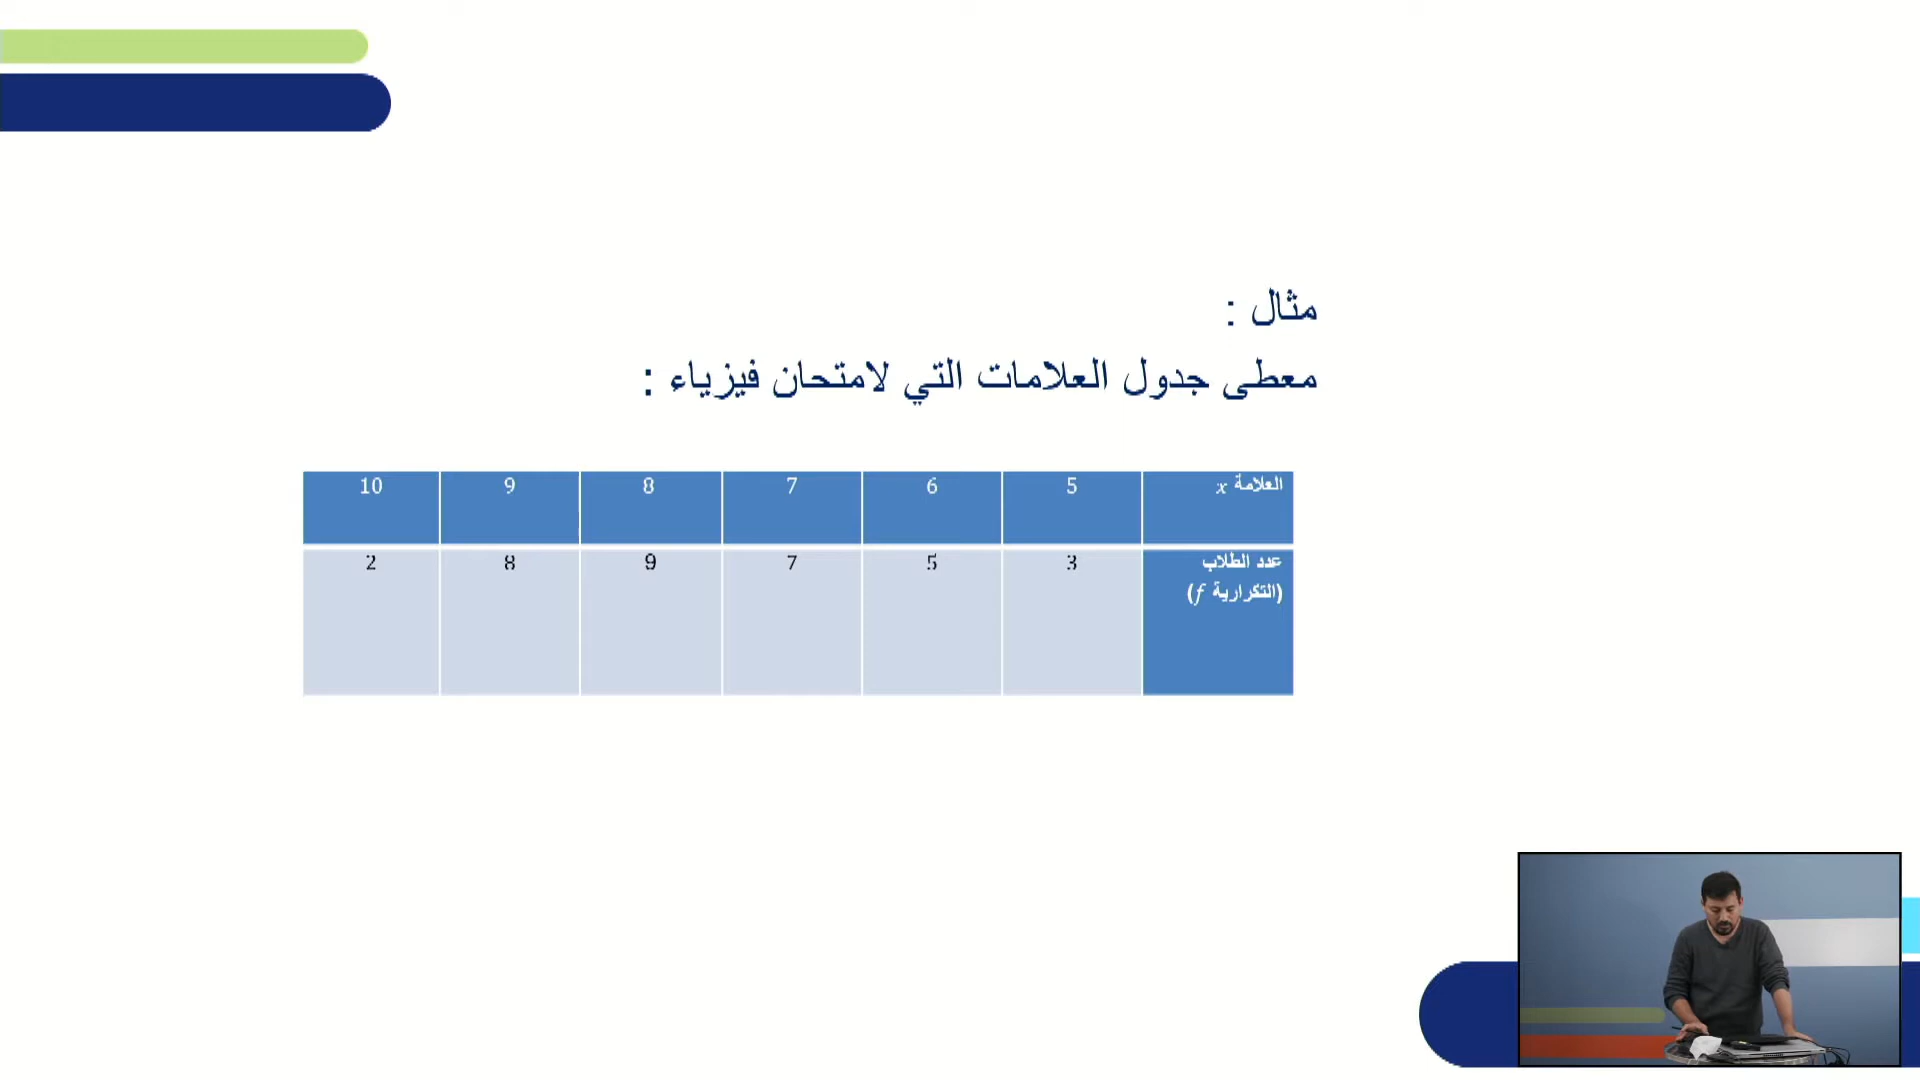 مثال :
معطى جدول العلامات التي لامتحان فيزياء :
العلامة x 5 6 7 8 9 10
عدد الطلاب 3 5 7 9 8 2
(التكرارية f)